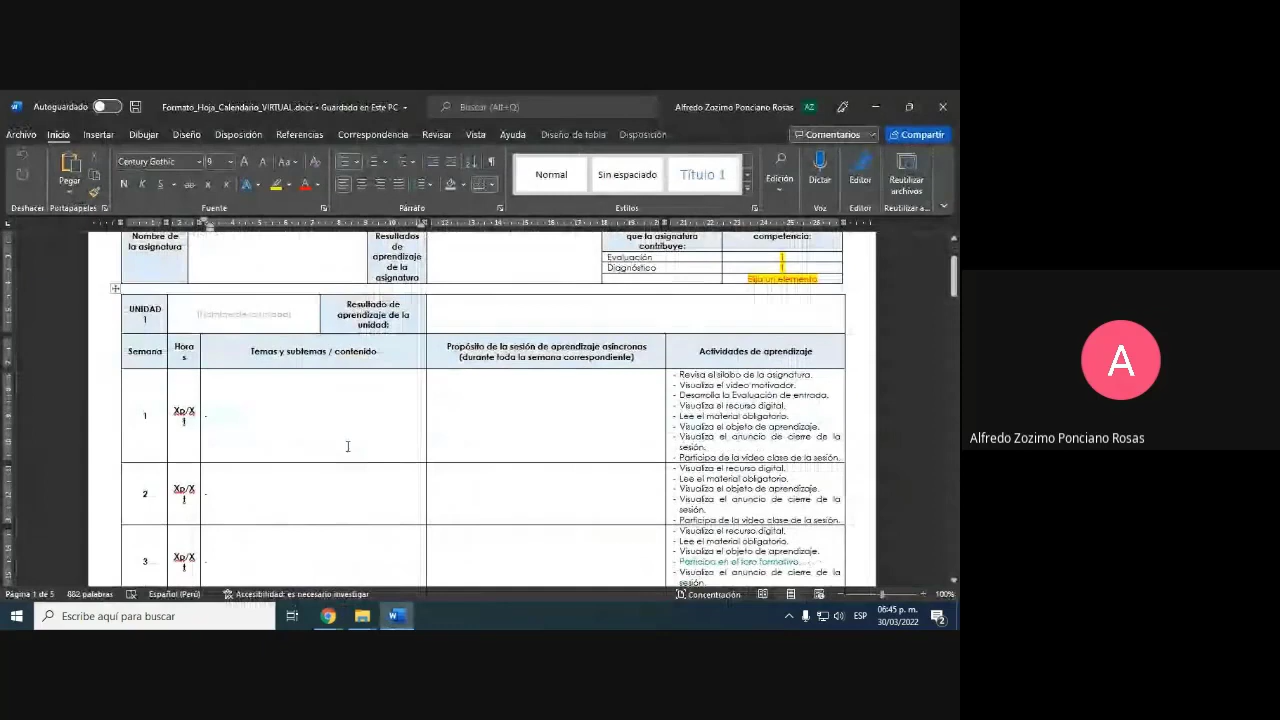 Autoguardado
Formato_Hoja_Calendario_VIRTUAL.docx • Guardado en Este PC
Buscar (Alt+Q)
Alfredo Zozimo Ponciano Rosas
AZ
Archivo Inicio Insertar Dibujar Diseño Disposición Referencias Correspondencia Revisar Vista Ayuda Diseño de tabla Disposición
Comentarios
Compartir
Pegar
Century Gothic 9
Normal
Sin espaciado
Título 1
Edición
Dictar
Editor
Reutilizar archivos
Deshacer Portapapeles Fuente Párrafo Estilos Voz Editor Reutilizar a...
Nombre de la asignatura
Resultados de aprendizaje de la asignatura
que la asignatura contribuye:
competencia:
Evaluación 1
Diagnóstico 1
Elija un elemento
UNIDAD 1
Resultado de aprendizaje de la unidad:
Semana
Horas
Temas y subtemas / contenido
Propósito de la sesión de aprendizaje asíncronas (durante toda la semana correspondiente)
Actividades de aprendizaje
1
Xp/X
-
- Revisa el sílabo de la asignatura.
- Visualiza el video motivador.
- Desarrolla la Evaluación de entrada.
- Visualiza el recurso digital.
- Lee el material obligatorio.
- Visualiza el objeto de aprendizaje.
- Visualiza el anuncio de cierre de la sesión.
- Participa de la video clase de la sesión.
2
Xp/X
-
- Visualiza el recurso digital.
- Lee el material obligatorio.
- Visualiza el objeto de aprendizaje.
- Visualiza el anuncio de cierre de la sesión.
- Participa de la video clase de la sesión.
3
Xp/X
-
- Visualiza el recurso digital.
- Lee el material obligatorio.
- Visualiza el objeto de aprendizaje.
- Participa en el foro formativo.
- Visualiza el anuncio de cierre de la sesión.
Página 1 de 5 882 palabras Español (Perú) Accesibilidad: es necesario investigar
Concentración
100%
Escribe aquí para buscar
ESP
06:45 p. m.
30/03/2022
2
A
Alfredo Zozimo Ponciano Rosas